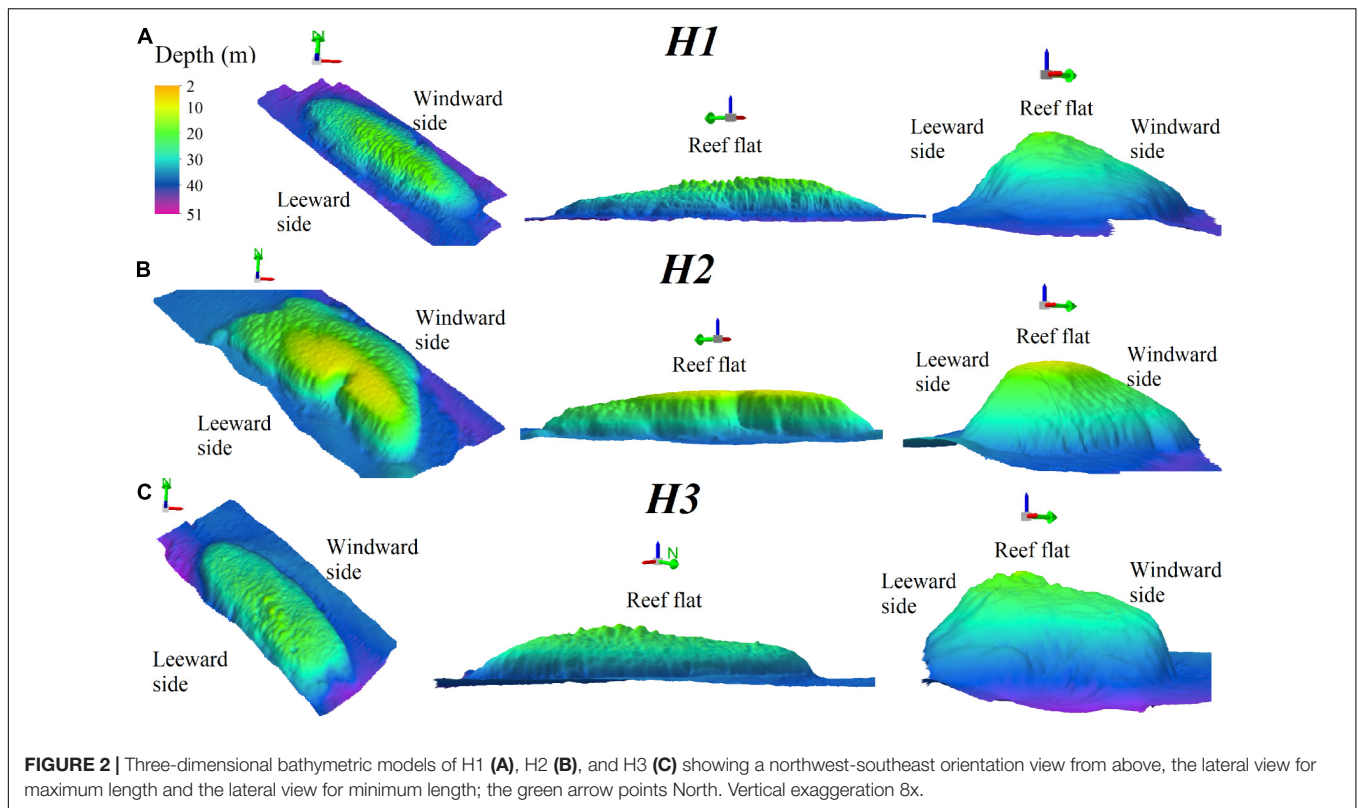 A
H1
N
Depth (m)
2
10
20
30
40
51
Windward
side
Leeward
side
Reef flat
Reef flat
Leeward
side
Windward
side
B
H2
N
Windward
side
Leeward
side
Reef flat
Reef flat
Leeward
side
Windward
side
C
H3
N
Windward
side
Leeward
side
N
Reef flat
Reef flat
Leeward
side
Windward
side
FIGURE 2 | Three-dimensional bathymetric models of H1 (A), H2 (B), and H3 (C) showing a northwest-southeast orientation view from above, the lateral view for
maximum length and the lateral view for minimum length; the green arrow points North. Vertical exaggeration 8x.